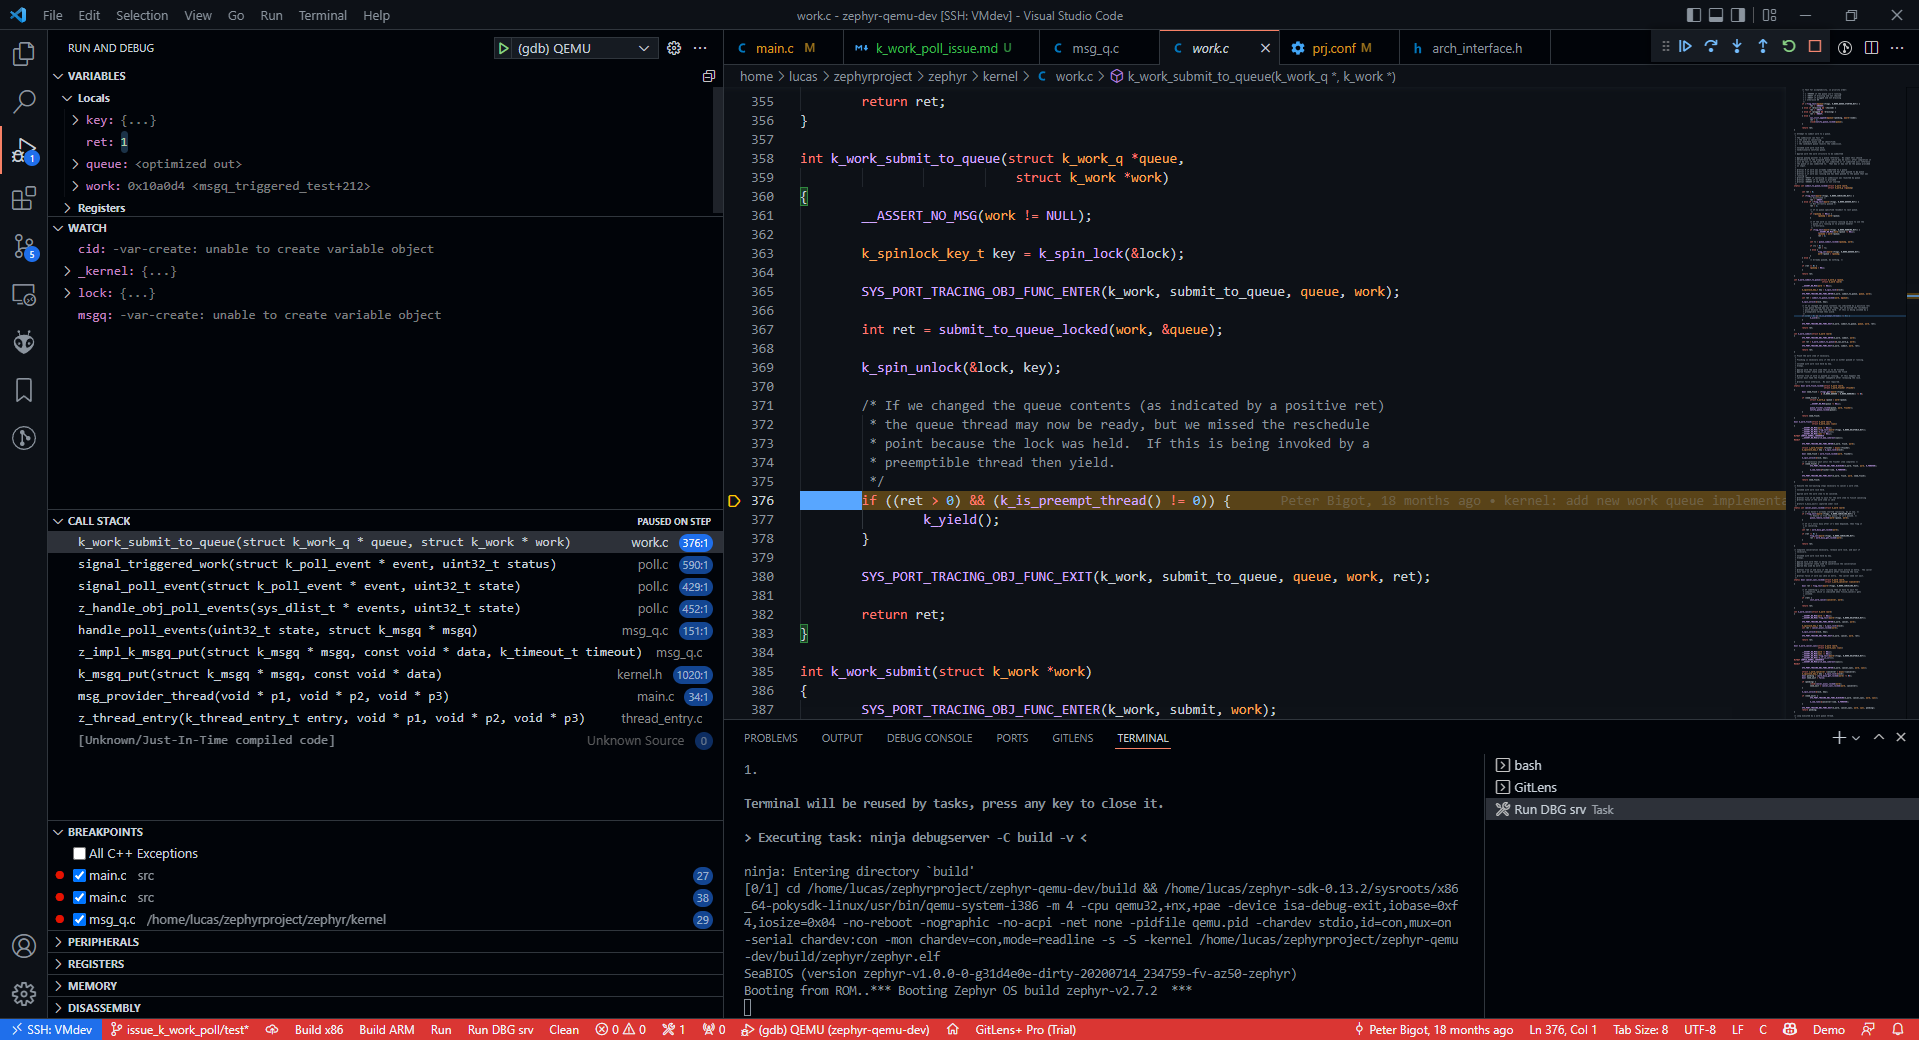 File Edit Selection View Go Run Terminal Help
work.c - zephyr-qemu-dev [SSH: VMdev] - Visual Studio Code
RUN AND DEBUG
(gdb) QEMU
VARIABLES
Locals
key: {...}
ret: 1
queue: <optimized out>
work: 0x10a0d4 <msgq_triggered_test+212>
Registers
WATCH
cid: -var-create: unable to create variable object
_kernel: {...}
lock: {...}
msgq: -var-create: unable to create variable object
CALL STACK
PAUSED ON STEP
k_work_submit_to_queue(struct k_work_q * queue, struct k_work * work) work.c 376:1
signal_triggered_work(struct k_poll_event * event, uint32_t status) poll.c 590:1
signal_poll_event(struct k_poll_event * event, uint32_t state) poll.c 429:1
z_handle_obj_poll_events(sys_dlist_t * events, uint32_t state) poll.c 452:1
handle_poll_events(uint32_t state, struct k_msgq * msgq) msg_q.c 151:1
z_impl_k_msgq_put(struct k_msgq * msgq, const void * data, k_timeout_t timeout) msg_q.c
k_msgq_put(struct k_msgq * msgq, const void * data) kernel.h 1020:1
msg_provider_thread(void * p1, void * p2, void * p3) main.c 34:1
z_thread_entry(k_thread_entry_t entry, void * p1, void * p2, void * p3) thread_entry.c
[Unknown/Just-In-Time compiled code] Unknown Source 0
BREAKPOINTS
All C++ Exceptions
main.c src 27
main.c src 38
msg_q.c /home/lucas/zephyrproject/zephyr/kernel 29
PERIPHERALS
REGISTERS
MEMORY
DISASSEMBLY
1
5
main.c M
k_work_poll_issue.md U
msg_q.c
work.c
prj.conf M
arch_interface.h
home > lucas > zephyrproject > zephyr > kernel > C work.c > k_work_submit_to_queue(k_work_q *, k_work *)
355 return ret;
356 }
357
358 int k_work_submit_to_queue(struct k_work_q *queue,
359 struct k_work *work)
360 {
361 __ASSERT_NO_MSG(work != NULL);
362
363 k_spinlock_key_t key = k_spin_lock(&lock);
364
365 SYS_PORT_TRACING_OBJ_FUNC_ENTER(k_work, submit_to_queue, queue, work);
366
367 int ret = submit_to_queue_locked(work, &queue);
368
369 k_spin_unlock(&lock, key);
370
371 /* If we changed the queue contents (as indicated by a positive ret)
372 * the queue thread may now be ready, but we missed the reschedule
373 * point because the lock was held.  If this is being invoked by a
374 * preemptible thread then yield.
375 */
376 if ((ret > 0) && (k_is_preempt_thread() != 0)) { Peter Bigot, 18 months ago • kernel: add new work queue implementa
377 k_yield();
378 }
379
380 SYS_PORT_TRACING_OBJ_FUNC_EXIT(k_work, submit_to_queue, queue, work, ret);
381
382 return ret;
383 }
384
385 int k_work_submit(struct k_work *work)
386 {
387 SYS_PORT_TRACING_OBJ_FUNC_ENTER(k_work, submit, work);
PROBLEMS OUTPUT DEBUG CONSOLE PORTS GITLENS TERMINAL
1.
Terminal will be reused by tasks, press any key to close it.
> Executing task: ninja debugserver -C build -v <
ninja: Entering directory `build'
[0/1] cd /home/lucas/zephyrproject/zephyr-qemu-dev/build && /home/lucas/zephyr-sdk-0.13.2/sysroots/x86
_64-pokysdk-linux/usr/bin/qemu-system-i386 -m 4 -cpu qemu32,+nx,+pae -device isa-debug-exit,iobase=0xf
4,iosize=0x04 -no-reboot -nographic -no-acpi -net none -pidfile qemu.pid -chardev stdio,id=con,mux=on
-serial chardev:con -mon chardev=con,mode=readline -s -S -kernel /home/lucas/zephyrproject/zephyr-qemu
-dev/build/zephyr/zephyr.elf
SeaBIOS (version zephyr-v1.0.0-0-g31d4e0e-dirty-20200714_234759-fv-az50-zephyr)
Booting from ROM..*** Booting Zephyr OS build zephyr-v2.7.2  ***
bash
GitLens
Run DBG srv Task
SSH: VMdev issue_k_work_poll/test* Build x86 Build ARM Run Run DBG srv Clean 0 0 1 0 (gdb) QEMU (zephyr-qemu-dev) GitLens+ Pro (Trial) Peter Bigot, 18 months ago Ln 376, Col 1 Tab Size: 8 UTF-8 LF C Demo